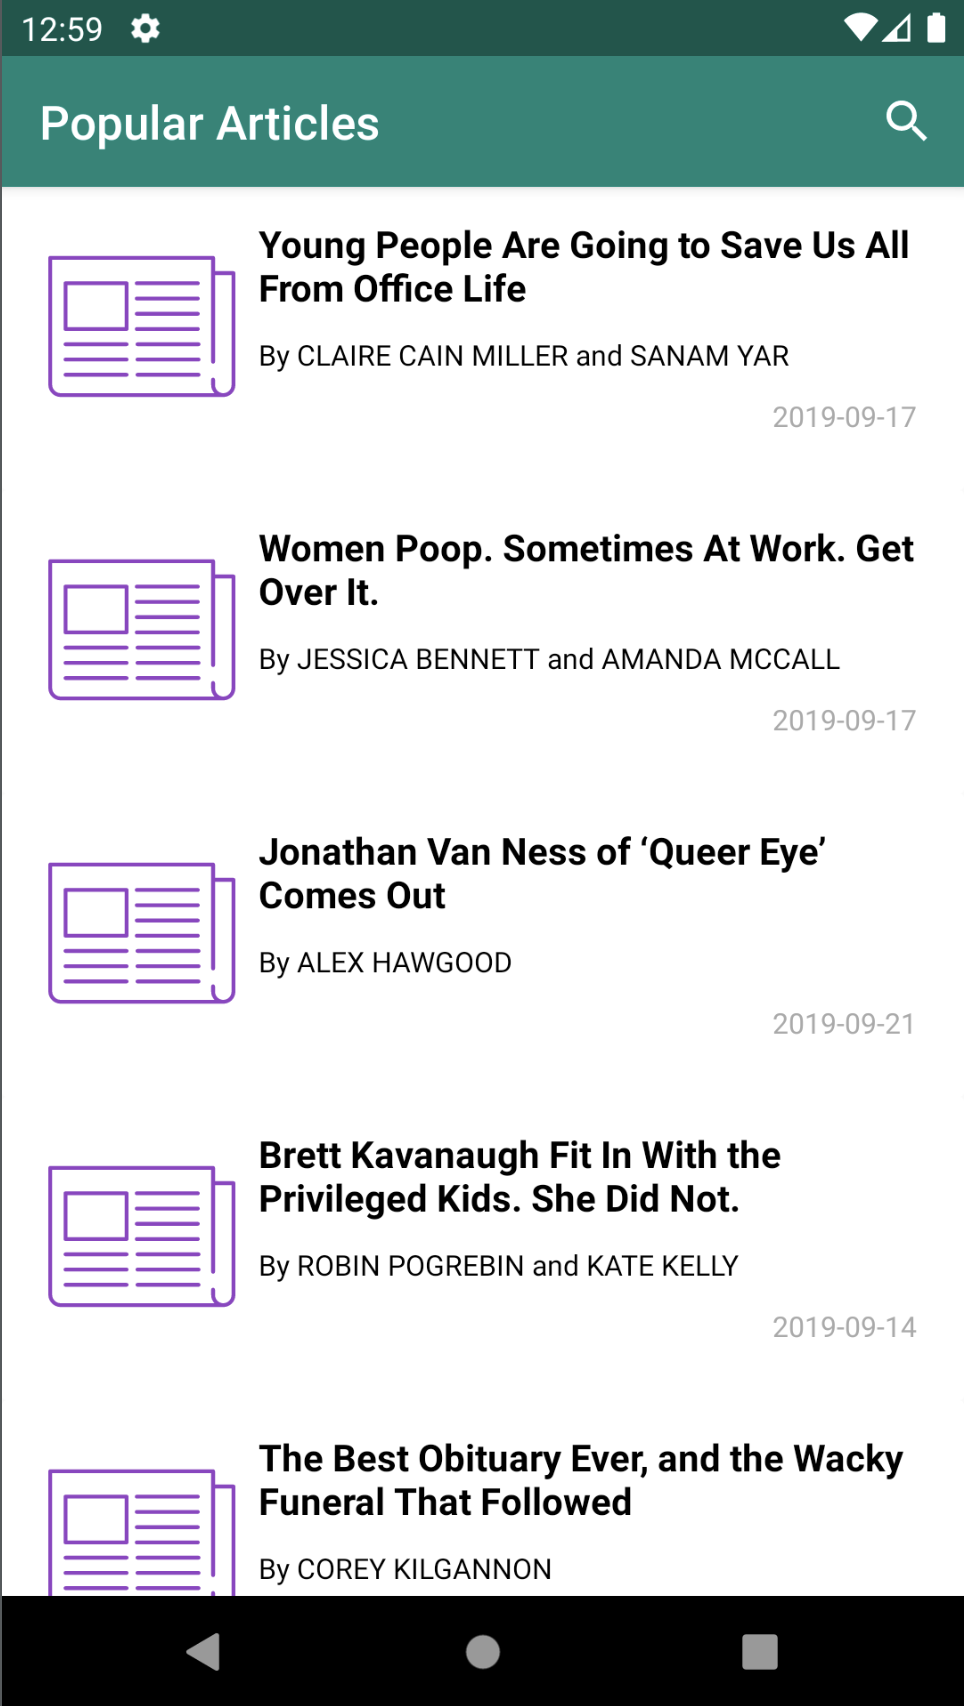 12:59
Popular Articles
Young People Are Going to Save Us All
From Office Life
By CLAIRE CAIN MILLER and SANAM YAR
2019-09-17
Women Poop. Sometimes At Work. Get
Over It.
By JESSICA BENNETT and AMANDA MCCALL
2019-09-17
Jonathan Van Ness of ‘Queer Eye’
Comes Out
By ALEX HAWGOOD
2019-09-21
Brett Kavanaugh Fit In With the
Privileged Kids. She Did Not.
By ROBIN POGREBIN and KATE KELLY
2019-09-14
The Best Obituary Ever, and the Wacky
Funeral That Followed
By COREY KILGANNON